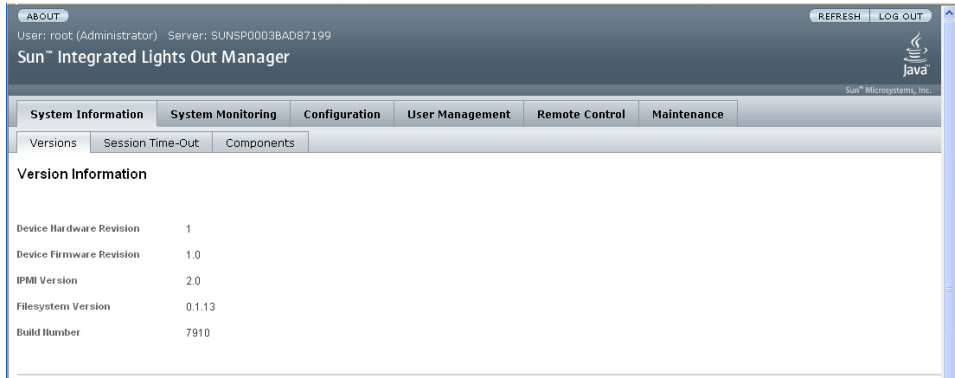 ABOUT
REFRESH LOG OUT
User: root (Administrator) Server: SUNSP0003BAD87199
Sun™ Integrated Lights Out Manager
Java™
Sun™ Microsystems, Inc.
System Information System Monitoring Configuration User Management Remote Control Maintenance
Versions Session Time-Out Components
Version Information
Device Hardware Revision 1
Device Firmware Revision 1.0
IPMI Version 2.0
Filesystem Version 0.1.13
Build Number 7910